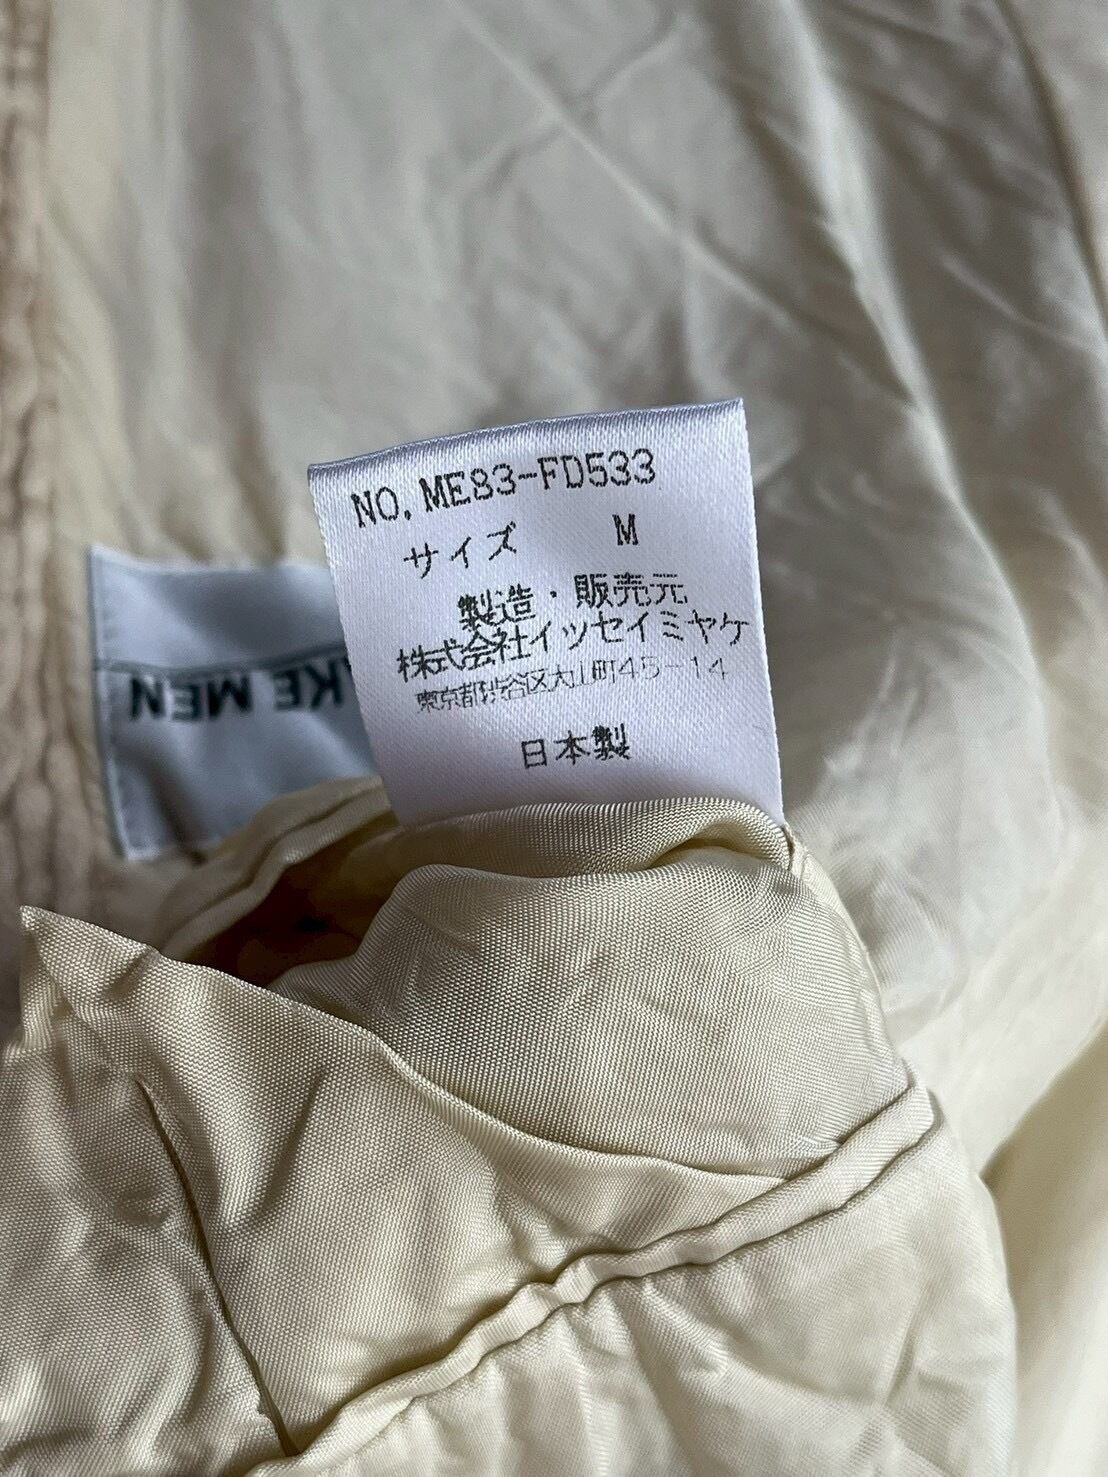 NO. ME83-FD533
サイズ M
製造・販売元
株式会社イッセイミヤケ
東京都渋谷区大山町45-14
日本製
AKE MEN